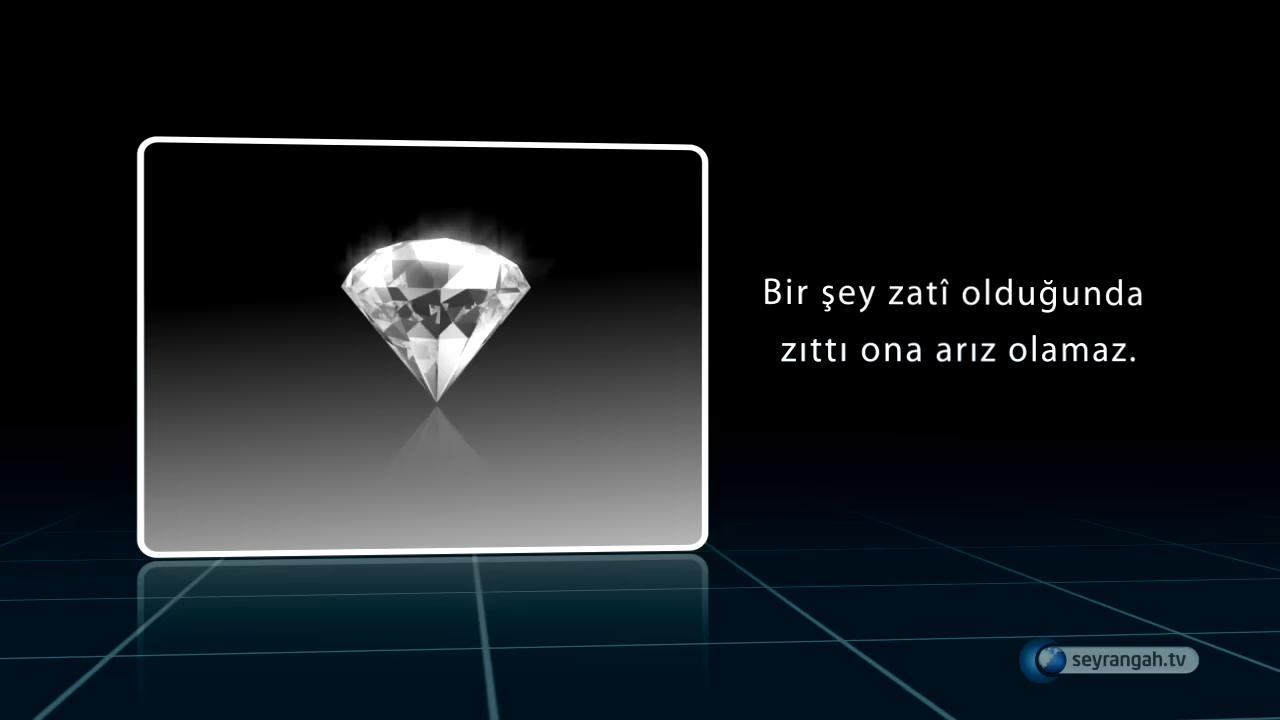 Bir şey zatî olduğunda
zıttı ona arız olamaz.
seyrangah.tv